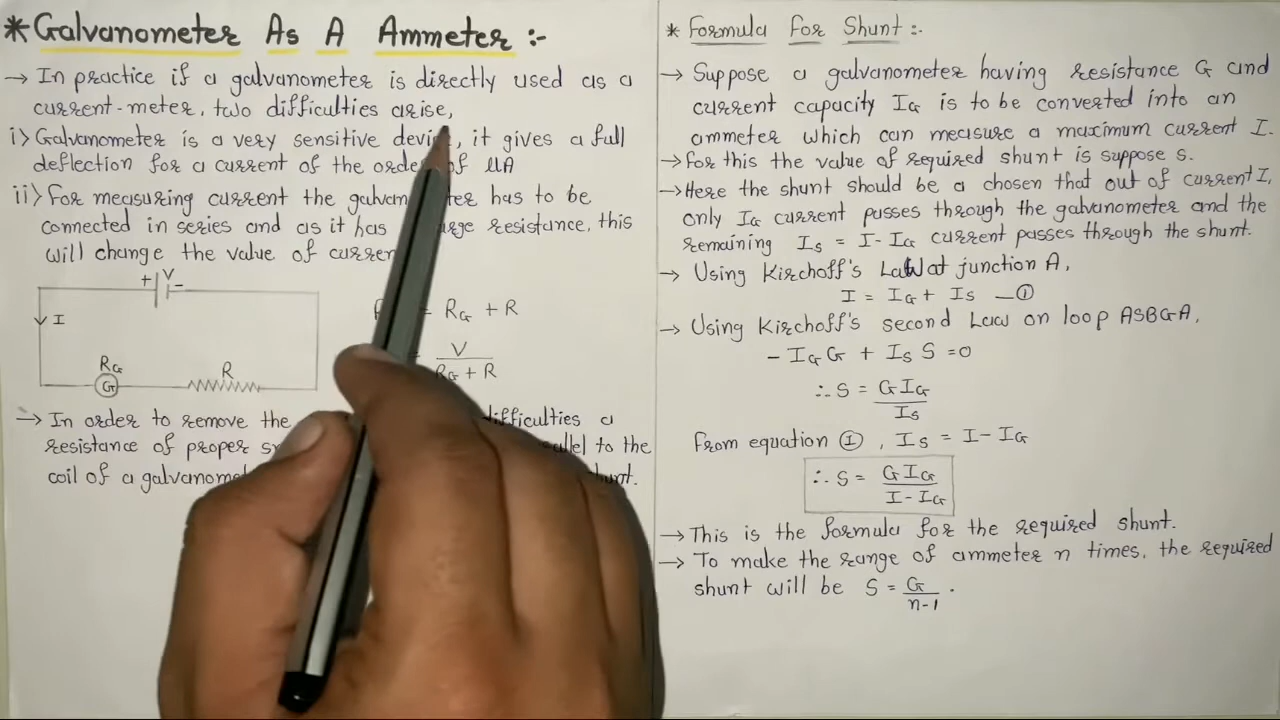 * Galvanometer As A Ammeter :-
→ In practice if a galvanometer is directly used as a
current-meter, two difficulties arise,
i) Galvanometer is a very sensitive , it gives a full
deflection for a current of the of µA
ii) For measuring current the has to be
connected in series and as it has resistance, this
will change the value of
+ V -
I
RG
G
R
= RG + R
= V
RG + R
→ In order to remove the difficulties a
resistance of proper to the
coil of a
* Formula For Shunt :-
→ Suppose a galvanometer having resistance G and
current capacity IG is to be converted into an
ammeter which can measure a maximum current I.
→ For this the value of required shunt is suppose s.
→ Here the shunt should be a chosen that out of current I,
only IG current passes through the galvanometer and the
remaining IS = I - IG current passes through the shunt.
→ Using Kirchoff's Law at junction A,
I = IG + IS —①
→ Using Kirchoff's second Law on loop ASBGA,
- IG G + IS S = 0
∴ S = G IG
IS
From equation ①, IS = I - IG
∴ S = G IG
I - IG
→ This is the formula for the required shunt.
→ To make the range of ammeter n times, the required
shunt will be S = G .
n-1